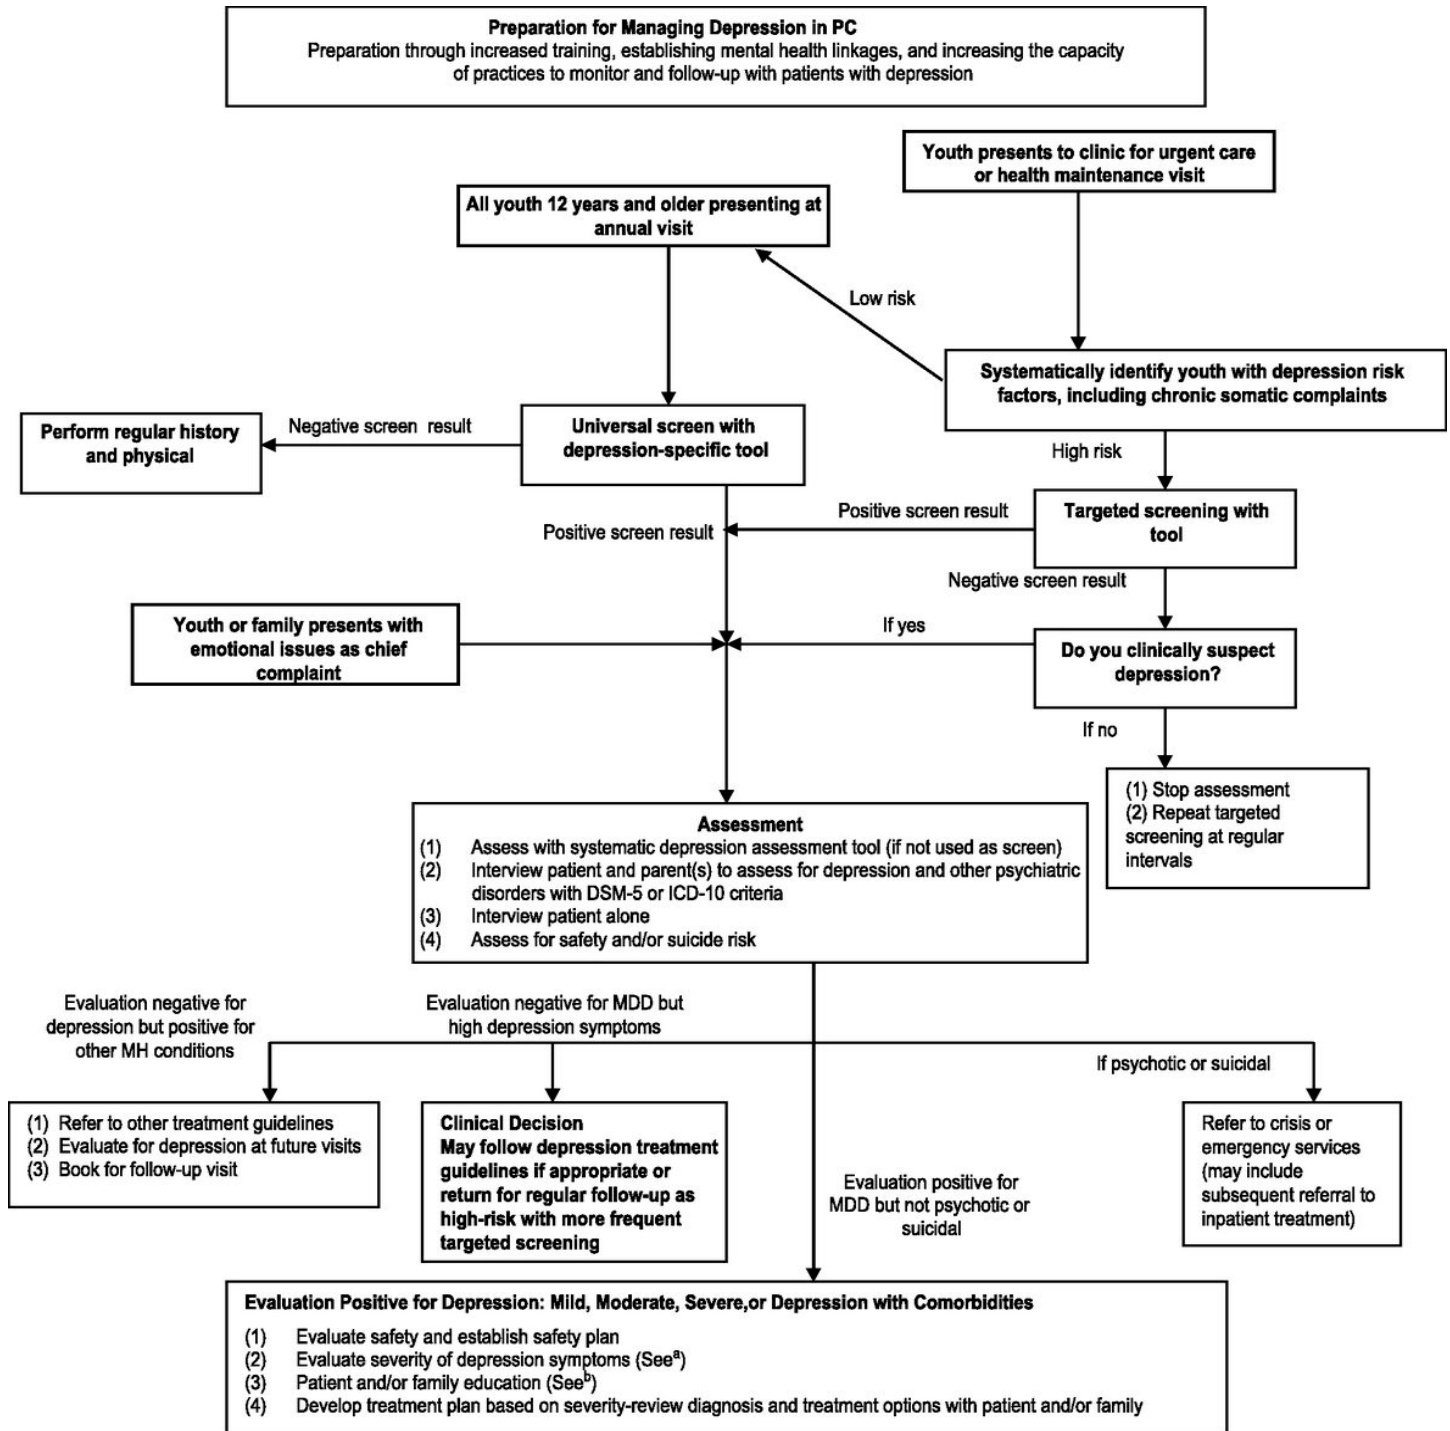 Preparation for Managing Depression in PC
Preparation through increased training, establishing mental health linkages, and increasing the capacity
of practices to monitor and follow-up with patients with depression
Youth presents to clinic for urgent care
or health maintenance visit
All youth 12 years and older presenting at
annual visit
Low risk
Systematically identify youth with depression risk
factors, including chronic somatic complaints
Perform regular history
and physical
Negative screen result
Universal screen with
depression-specific tool
High risk
Positive screen result
Positive screen result
Targeted screening with
tool
Negative screen result
Youth or family presents with
emotional issues as chief
complaint
If yes
Do you clinically suspect
depression?
If no
(1) Stop assessment
(2) Repeat targeted
screening at regular
intervals
Assessment
(1) Assess with systematic depression assessment tool (if not used as screen)
(2) Interview patient and parent(s) to assess for depression and other psychiatric
disorders with DSM-5 or ICD-10 criteria
(3) Interview patient alone
(4) Assess for safety and/or suicide risk
Evaluation negative for
depression but positive for
other MH conditions
Evaluation negative for MDD but
high depression symptoms
If psychotic or suicidal
(1) Refer to other treatment guidelines
(2) Evaluate for depression at future visits
(3) Book for follow-up visit
Clinical Decision
May follow depression treatment
guidelines if appropriate or
return for regular follow-up as
high-risk with more frequent
targeted screening
Evaluation positive for
MDD but not psychotic or
suicidal
Refer to crisis or
emergency services
(may include
subsequent referral to
inpatient treatment)
Evaluation Positive for Depression: Mild, Moderate, Severe,or Depression with Comorbidities
(1) Evaluate safety and establish safety plan
(2) Evaluate severity of depression symptoms (Seeᵃ)
(3) Patient and/or family education (Seeᵇ)
(4) Develop treatment plan based on severity-review diagnosis and treatment options with patient and/or family